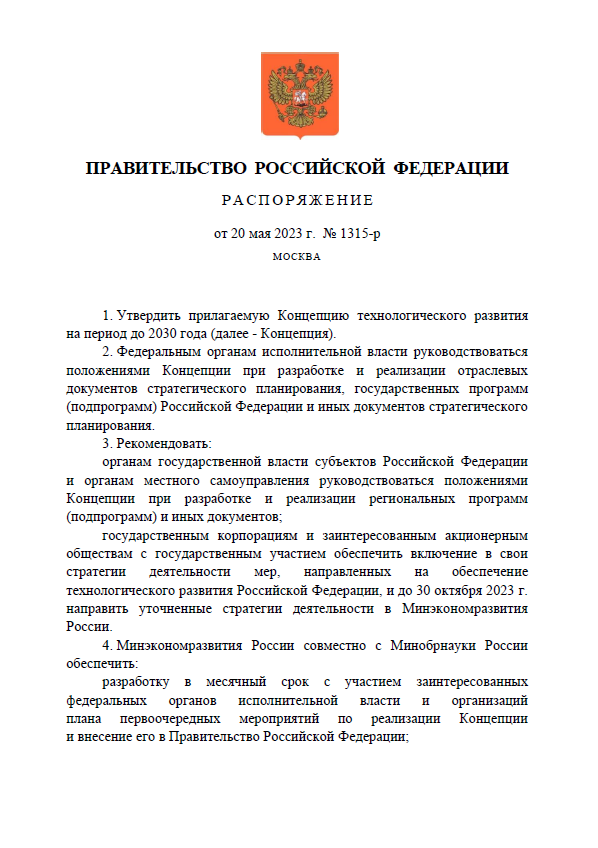 ПРАВИТЕЛЬСТВО РОССИЙСКОЙ ФЕДЕРАЦИИ
РАСПОРЯЖЕНИЕ
от 20 мая 2023 г. № 1315-р
МОСКВА
1. Утвердить прилагаемую Концепцию технологического развития
на период до 2030 года (далее - Концепция).
2. Федеральным органам исполнительной власти руководствоваться
положениями Концепции при разработке и реализации отраслевых
документов стратегического планирования, государственных программ
(подпрограмм) Российской Федерации и иных документов стратегического
планирования.
3. Рекомендовать:
органам государственной власти субъектов Российской Федерации
и органам местного самоуправления руководствоваться положениями
Концепции при разработке и реализации региональных программ
(подпрограмм) и иных документов;
государственным корпорациям и заинтересованным акционерным
обществам с государственным участием обеспечить включение в свои
стратегии деятельности мер, направленных на обеспечение
технологического развития Российской Федерации, и до 30 октября 2023 г.
направить уточненные стратегии деятельности в Минэкономразвития
России.
4. Минэкономразвития России совместно с Минобрнауки России
обеспечить:
разработку в месячный срок с участием заинтересованных
федеральных органов исполнительной власти и организаций
плана первоочередных мероприятий по реализации Концепции
и внесение его в Правительство Российской Федерации;